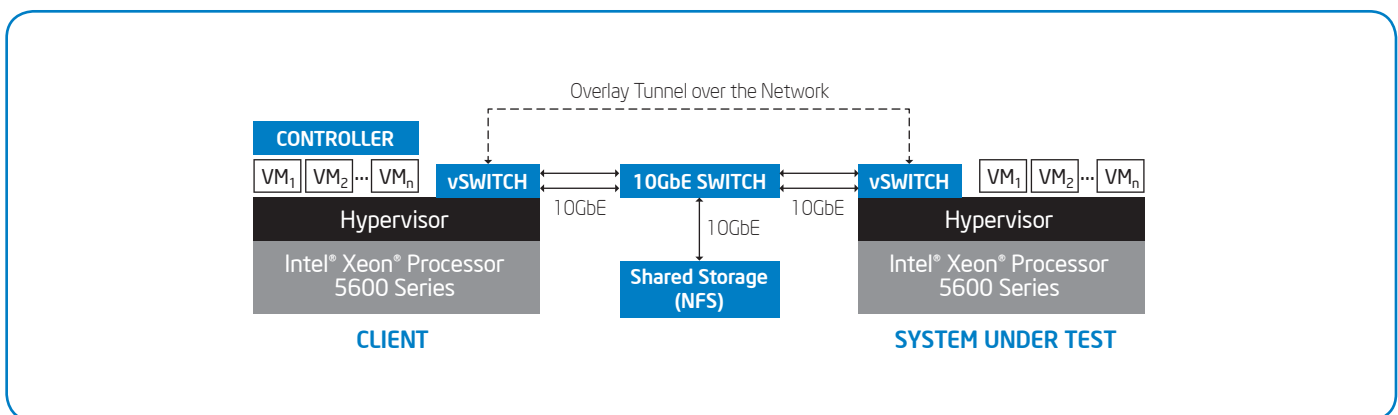 Overlay Tunnel over the Network
CONTROLLER
VM₁ VM₂ ... VMₙ
vSWITCH
10GbE SWITCH
vSWITCH
VM₁ VM₂ ... VMₙ
10GbE
10GbE
10GbE
Hypervisor
Hypervisor
Intel® Xeon® Processor
5600 Series
Shared Storage
(NFS)
Intel® Xeon® Processor
5600 Series
CLIENT
SYSTEM UNDER TEST